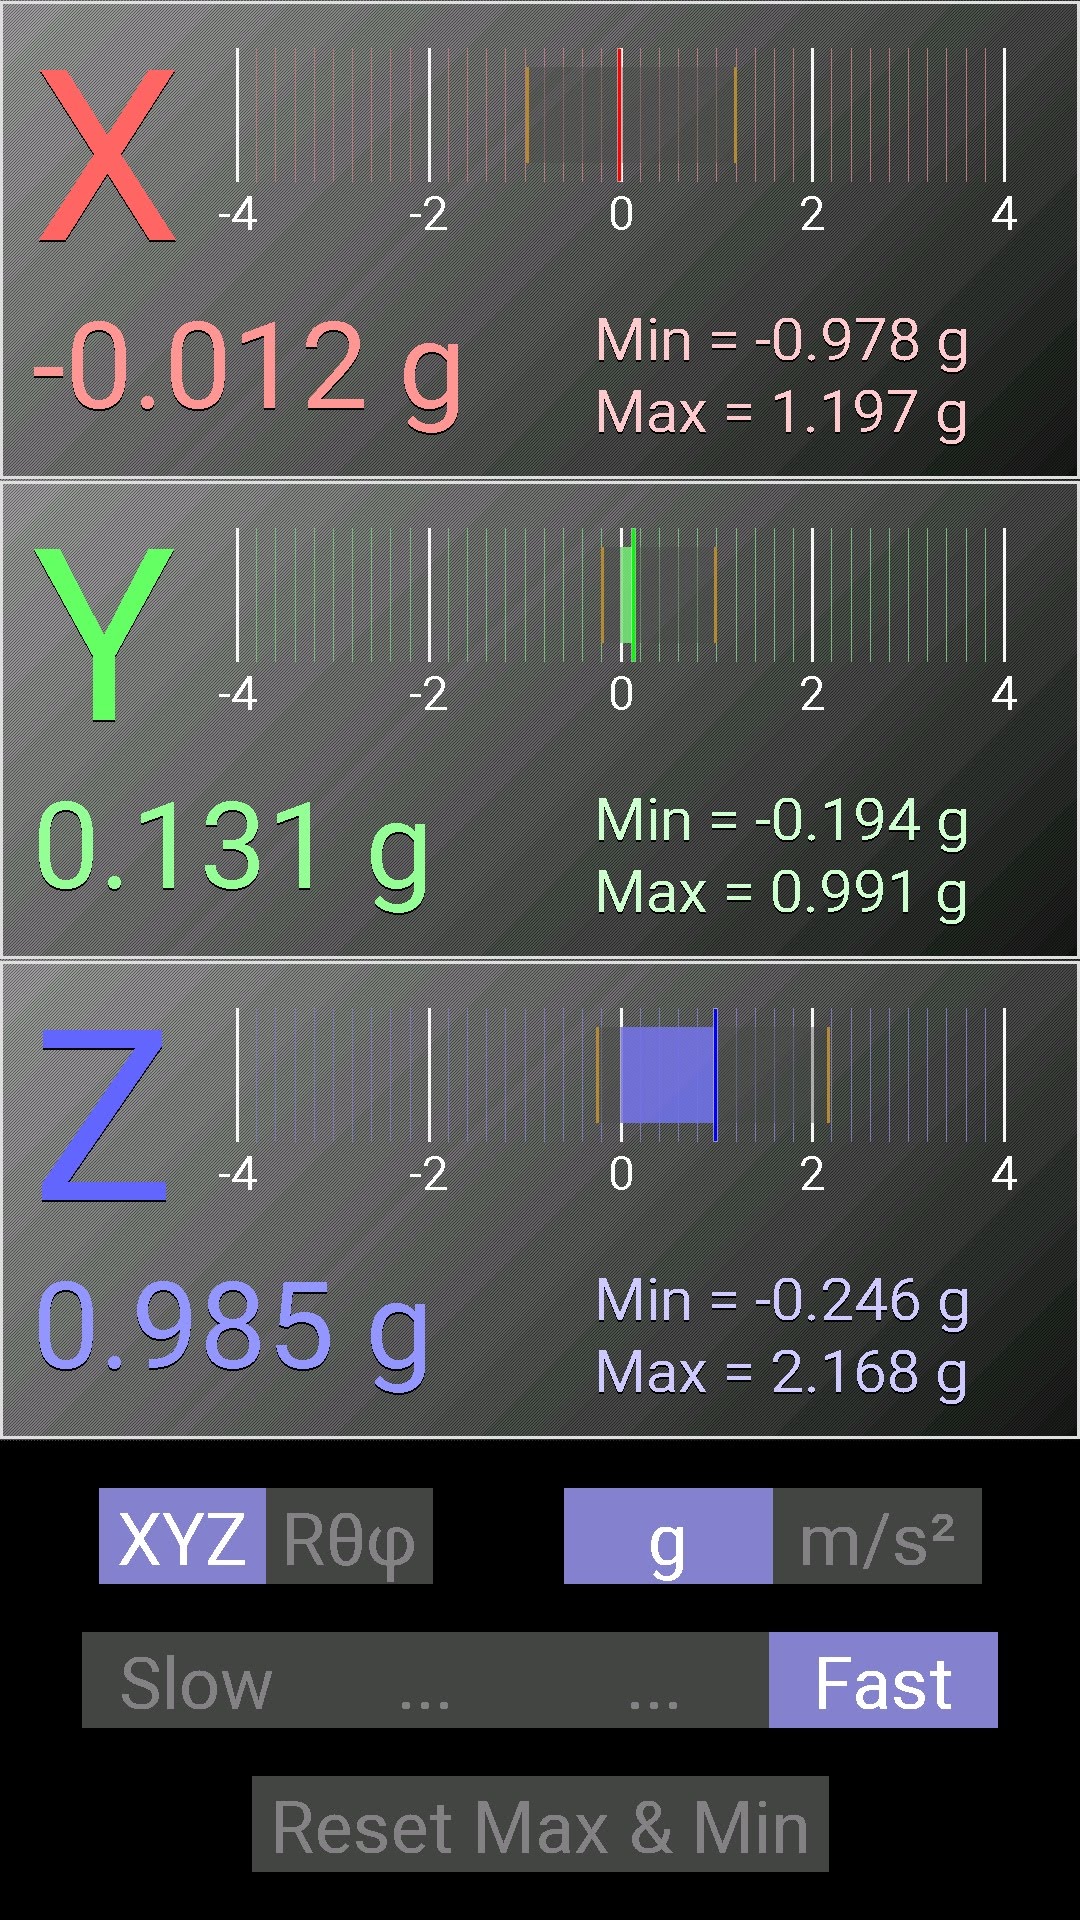 X
-4 -2 0 2 4
-0.012 g
Min = -0.978 g
Max = 1.197 g
Y
-4 -2 0 2 4
0.131 g
Min = -0.194 g
Max = 0.991 g
Z
-4 -2 0 2 4
0.985 g
Min = -0.246 g
Max = 2.168 g
XYZ Rθφ g m/s²
Slow ... ... Fast
Reset Max & Min